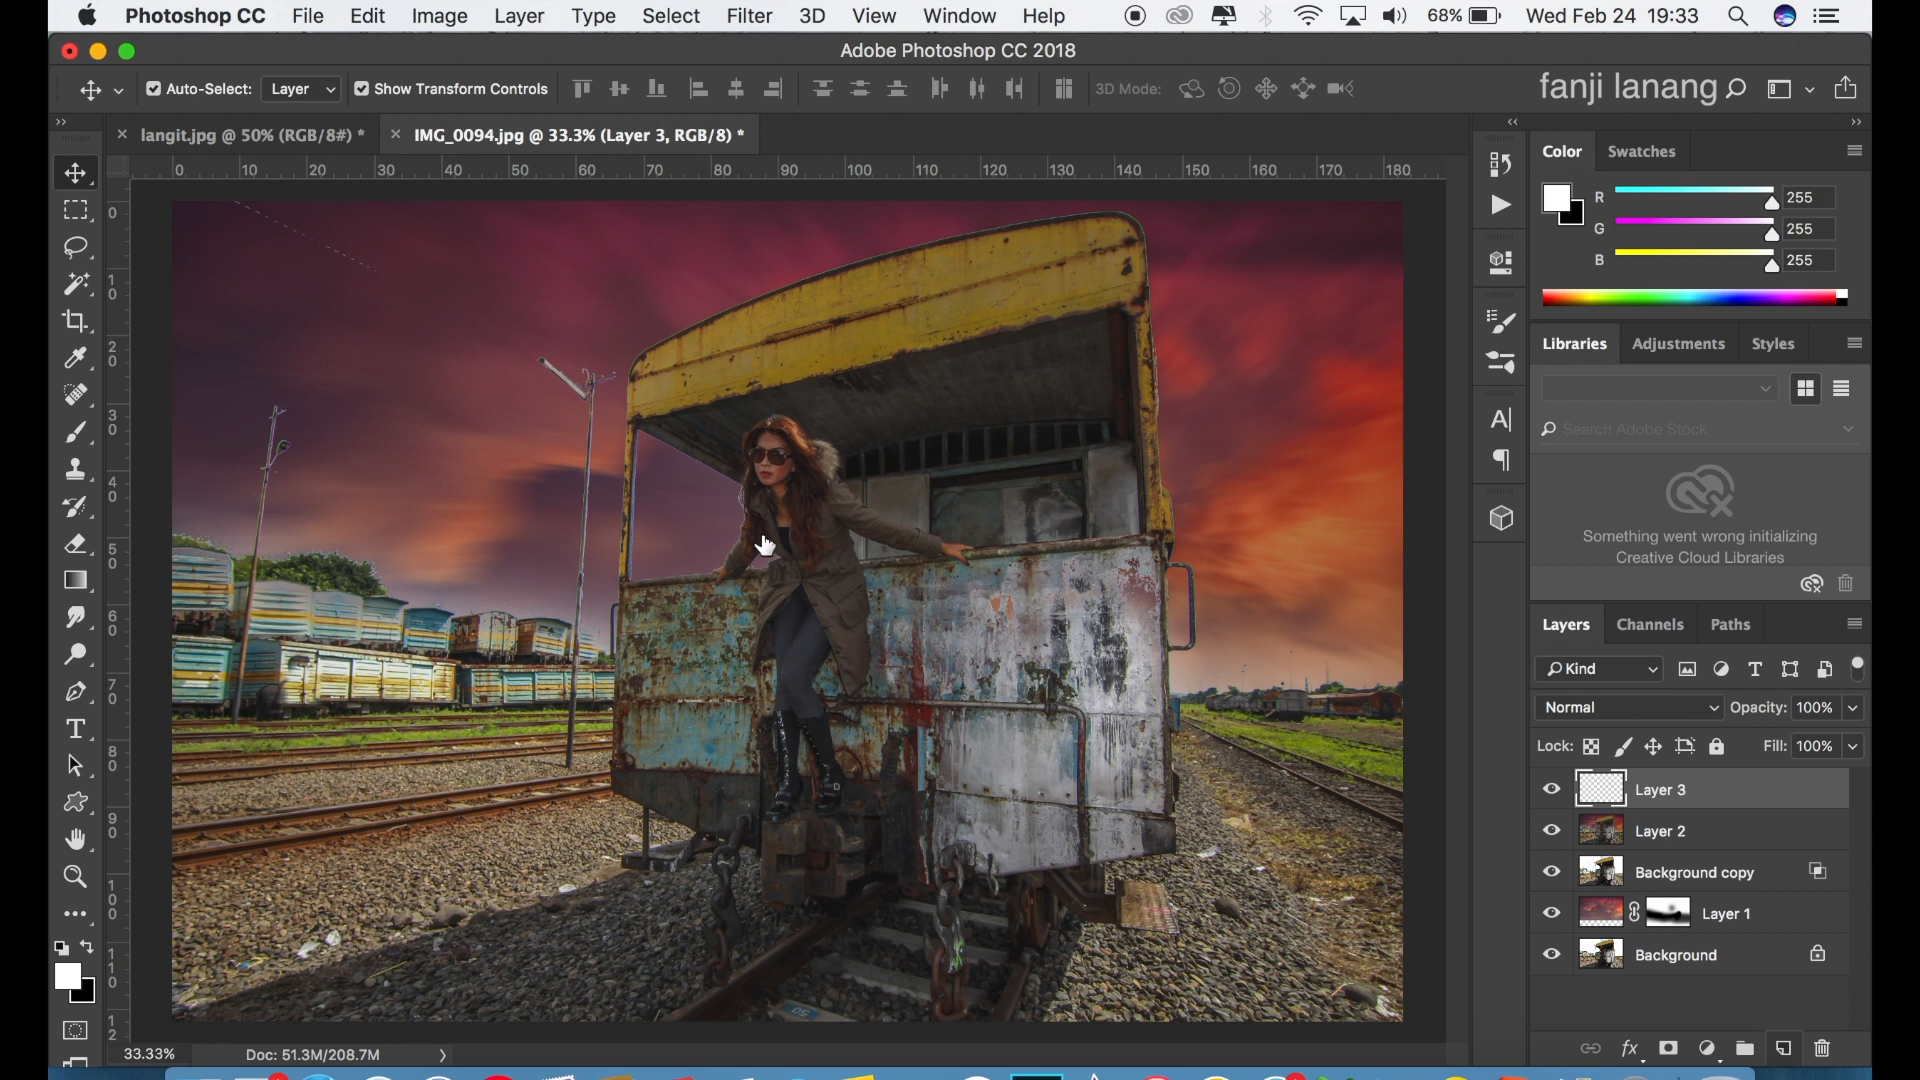 Photoshop CC File Edit Image Layer Type Select Filter 3D View Window Help 68% Wed Feb 24 19:33
Adobe Photoshop CC 2018
Auto-Select: Layer Show Transform Controls 3D Mode: fanji lanang
langit.jpg @ 50% (RGB/8#) * IMG_0094.jpg @ 33.3% (Layer 3, RGB/8) *
0 10 20 30 40 50 60 70 80 90 100 110 120 130 140 150 160 170 180
0
10
20
30
40
50
60
70
80
90
100
110
12
Color Swatches
R 255
G 255
B 255
Libraries Adjustments Styles
Search Adobe Stock
Something went wrong initializing
Creative Cloud Libraries
Layers Channels Paths
Kind
Normal Opacity: 100%
Lock: Fill: 100%
Layer 3
Layer 2
Background copy
Layer 1
Background
fx
33.33% Doc: 51.3M/208.7M